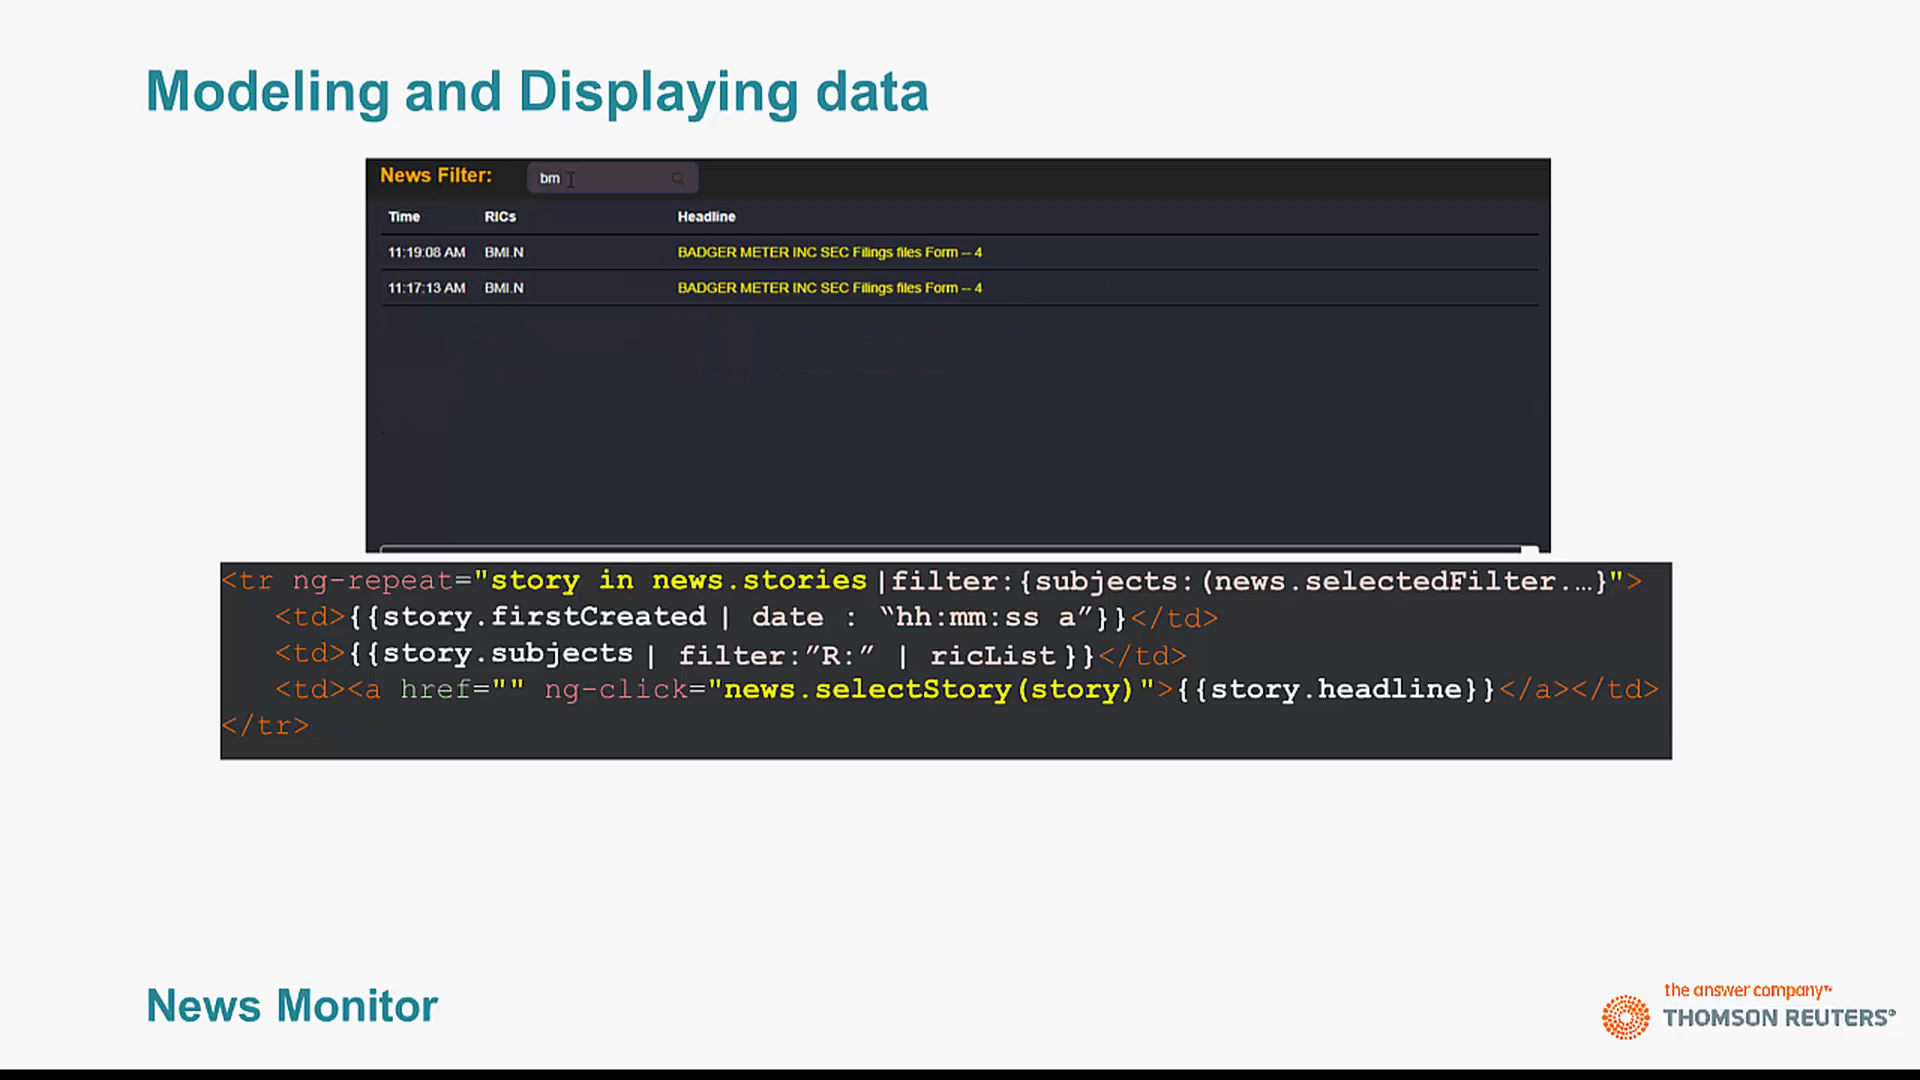 Modeling and Displaying data
News Filter: bm
Time RICs Headline
11:19:08 AM BMI.N BADGER METER INC SEC Filings files Form -- 4
11:17:13 AM BMI.N BADGER METER INC SEC Filings files Form -- 4
<tr ng-repeat="story in news.stories |filter:{subjects:(news.selectedFilter.…}">
<td>{{story.firstCreated | date : “hh:mm:ss a”}}</td>
<td>{{story.subjects | filter:”R:” | ricList }}</td>
<td><a href="" ng-click="news.selectStory(story)">{{story.headline}}</a></td>
</tr>
News Monitor
the answer company™
THOMSON REUTERS®